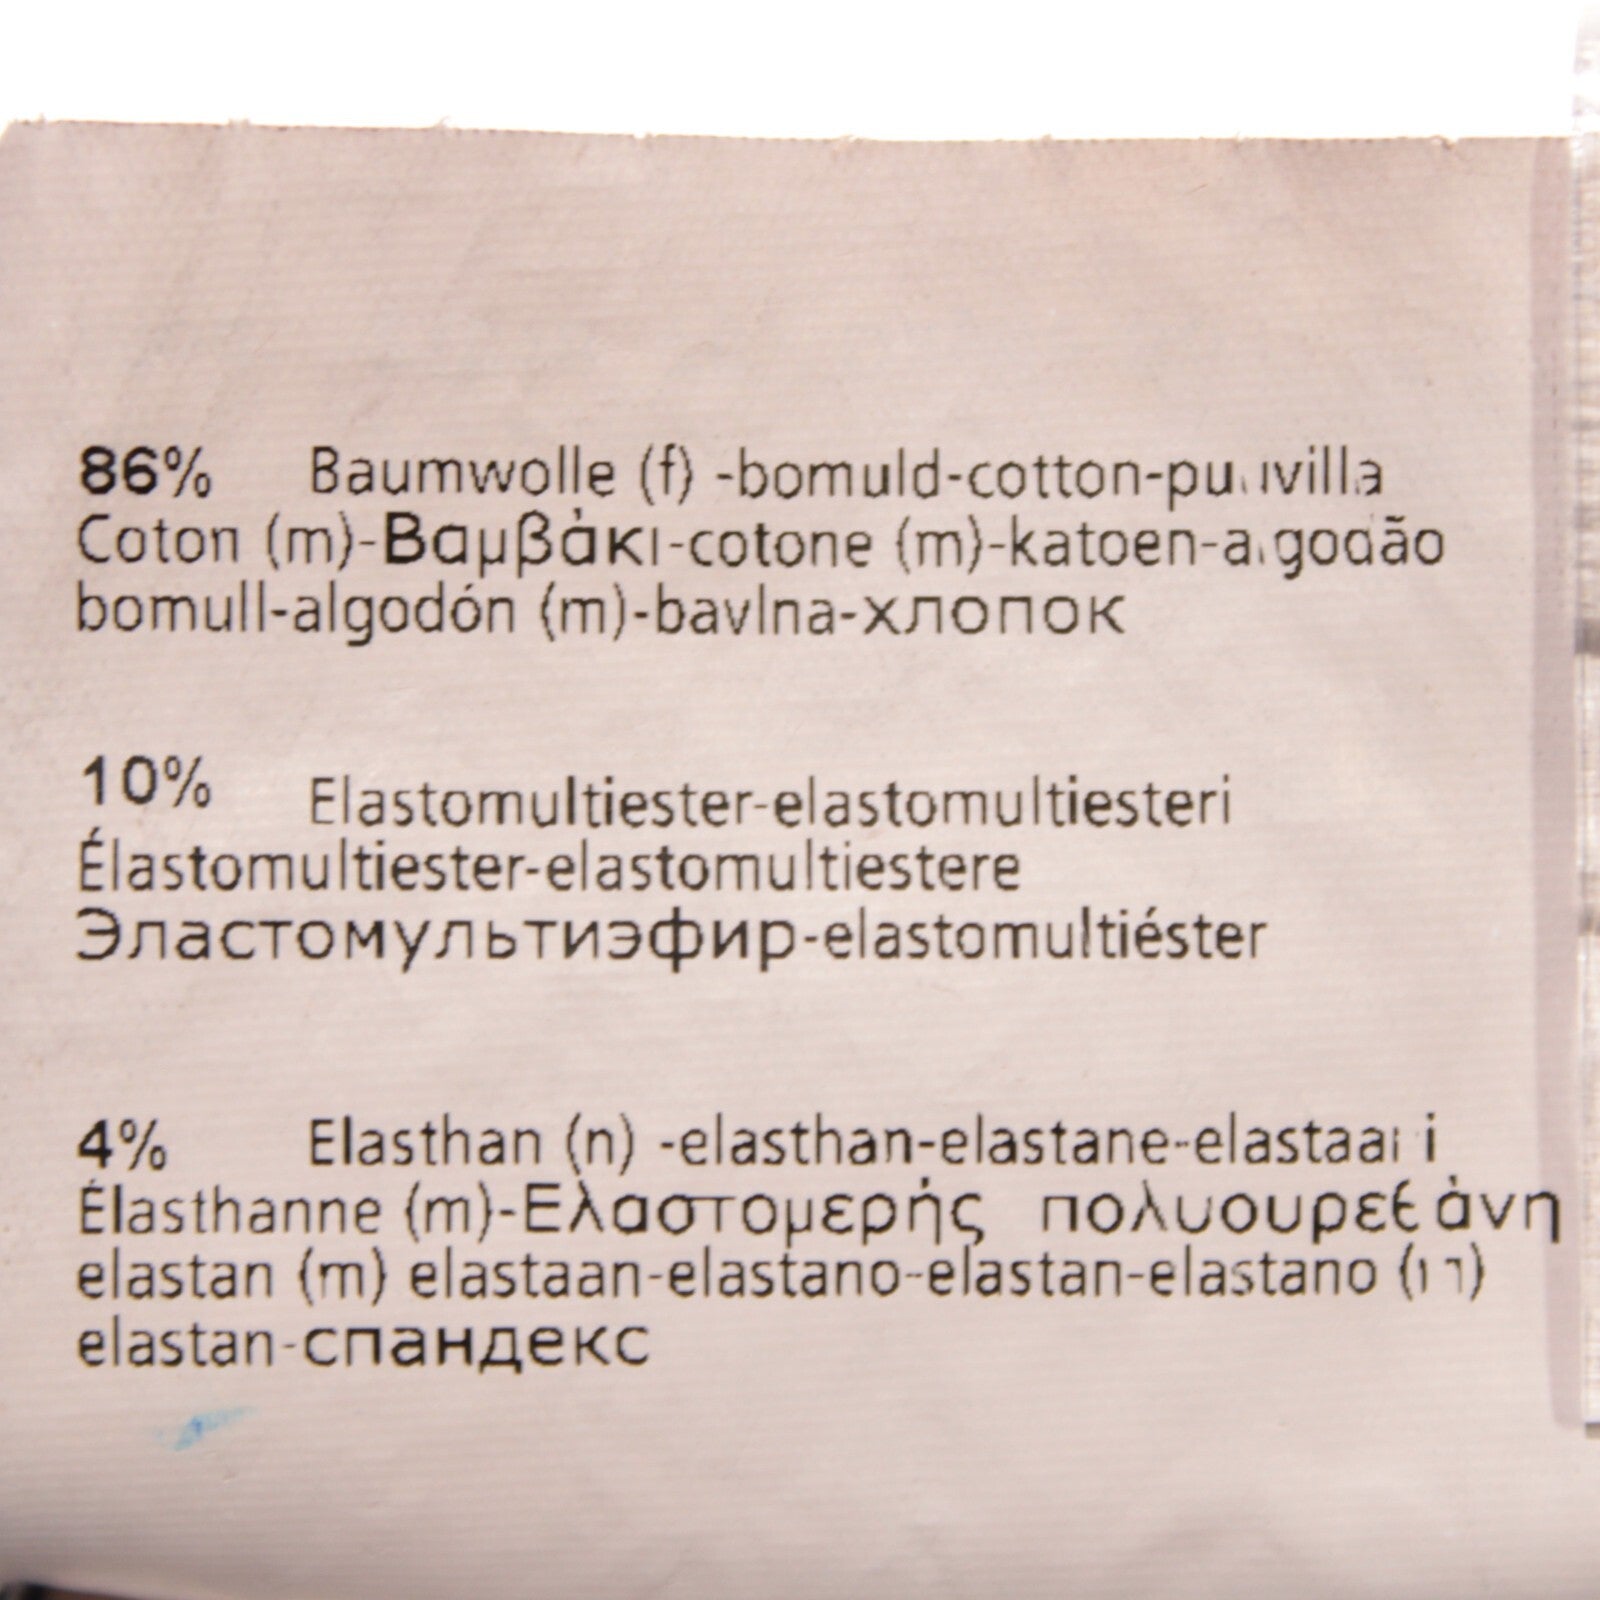 86% Baumwolle (f) -bomuld-cotton-puuvilla
Coton (m)-Βαμβάκι-cotone (m)-katoen-algodão
bomull-algodón (m)-bavlna-хлопок
10% Elastomultiester-elastomultiesteri
Élastomultiester-elastomultiestere
Эластомультиэфир-elastomultiéster
4% Elasthan (n) -elasthan-elastane-elastaani
Élasthanne (m)-Ελαστομερής πολυουρεθάνη
elastan (m) elastaan-elastano-elastan-elastano (m)
elastan-спандекс